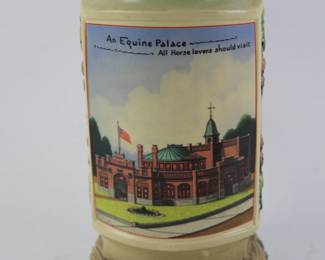 An Equine Palace
All Horse lovers should visit